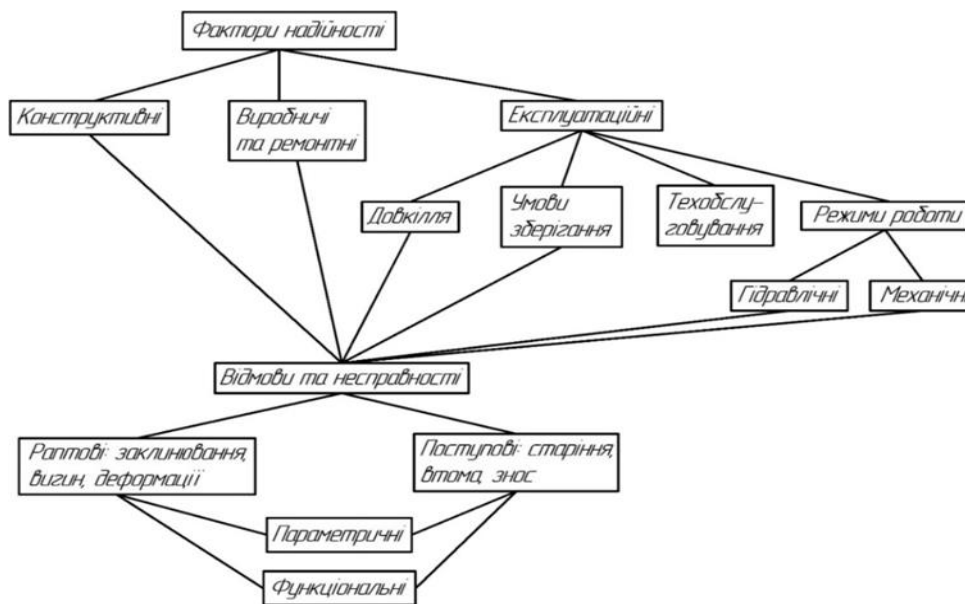 Фактори надійності
Конструктивні
Виробничі
та ремонтні
Експлуатаційні
Довкілля
Умови
зберігання
Техобслу-
говування
Режими роботи
Гідравлічні
Механічн
Відмови та несправності
Раптові: заклинювання,
вигин, деформації
Поступові: старіння,
втома, знос
Параметричні
Функціональні